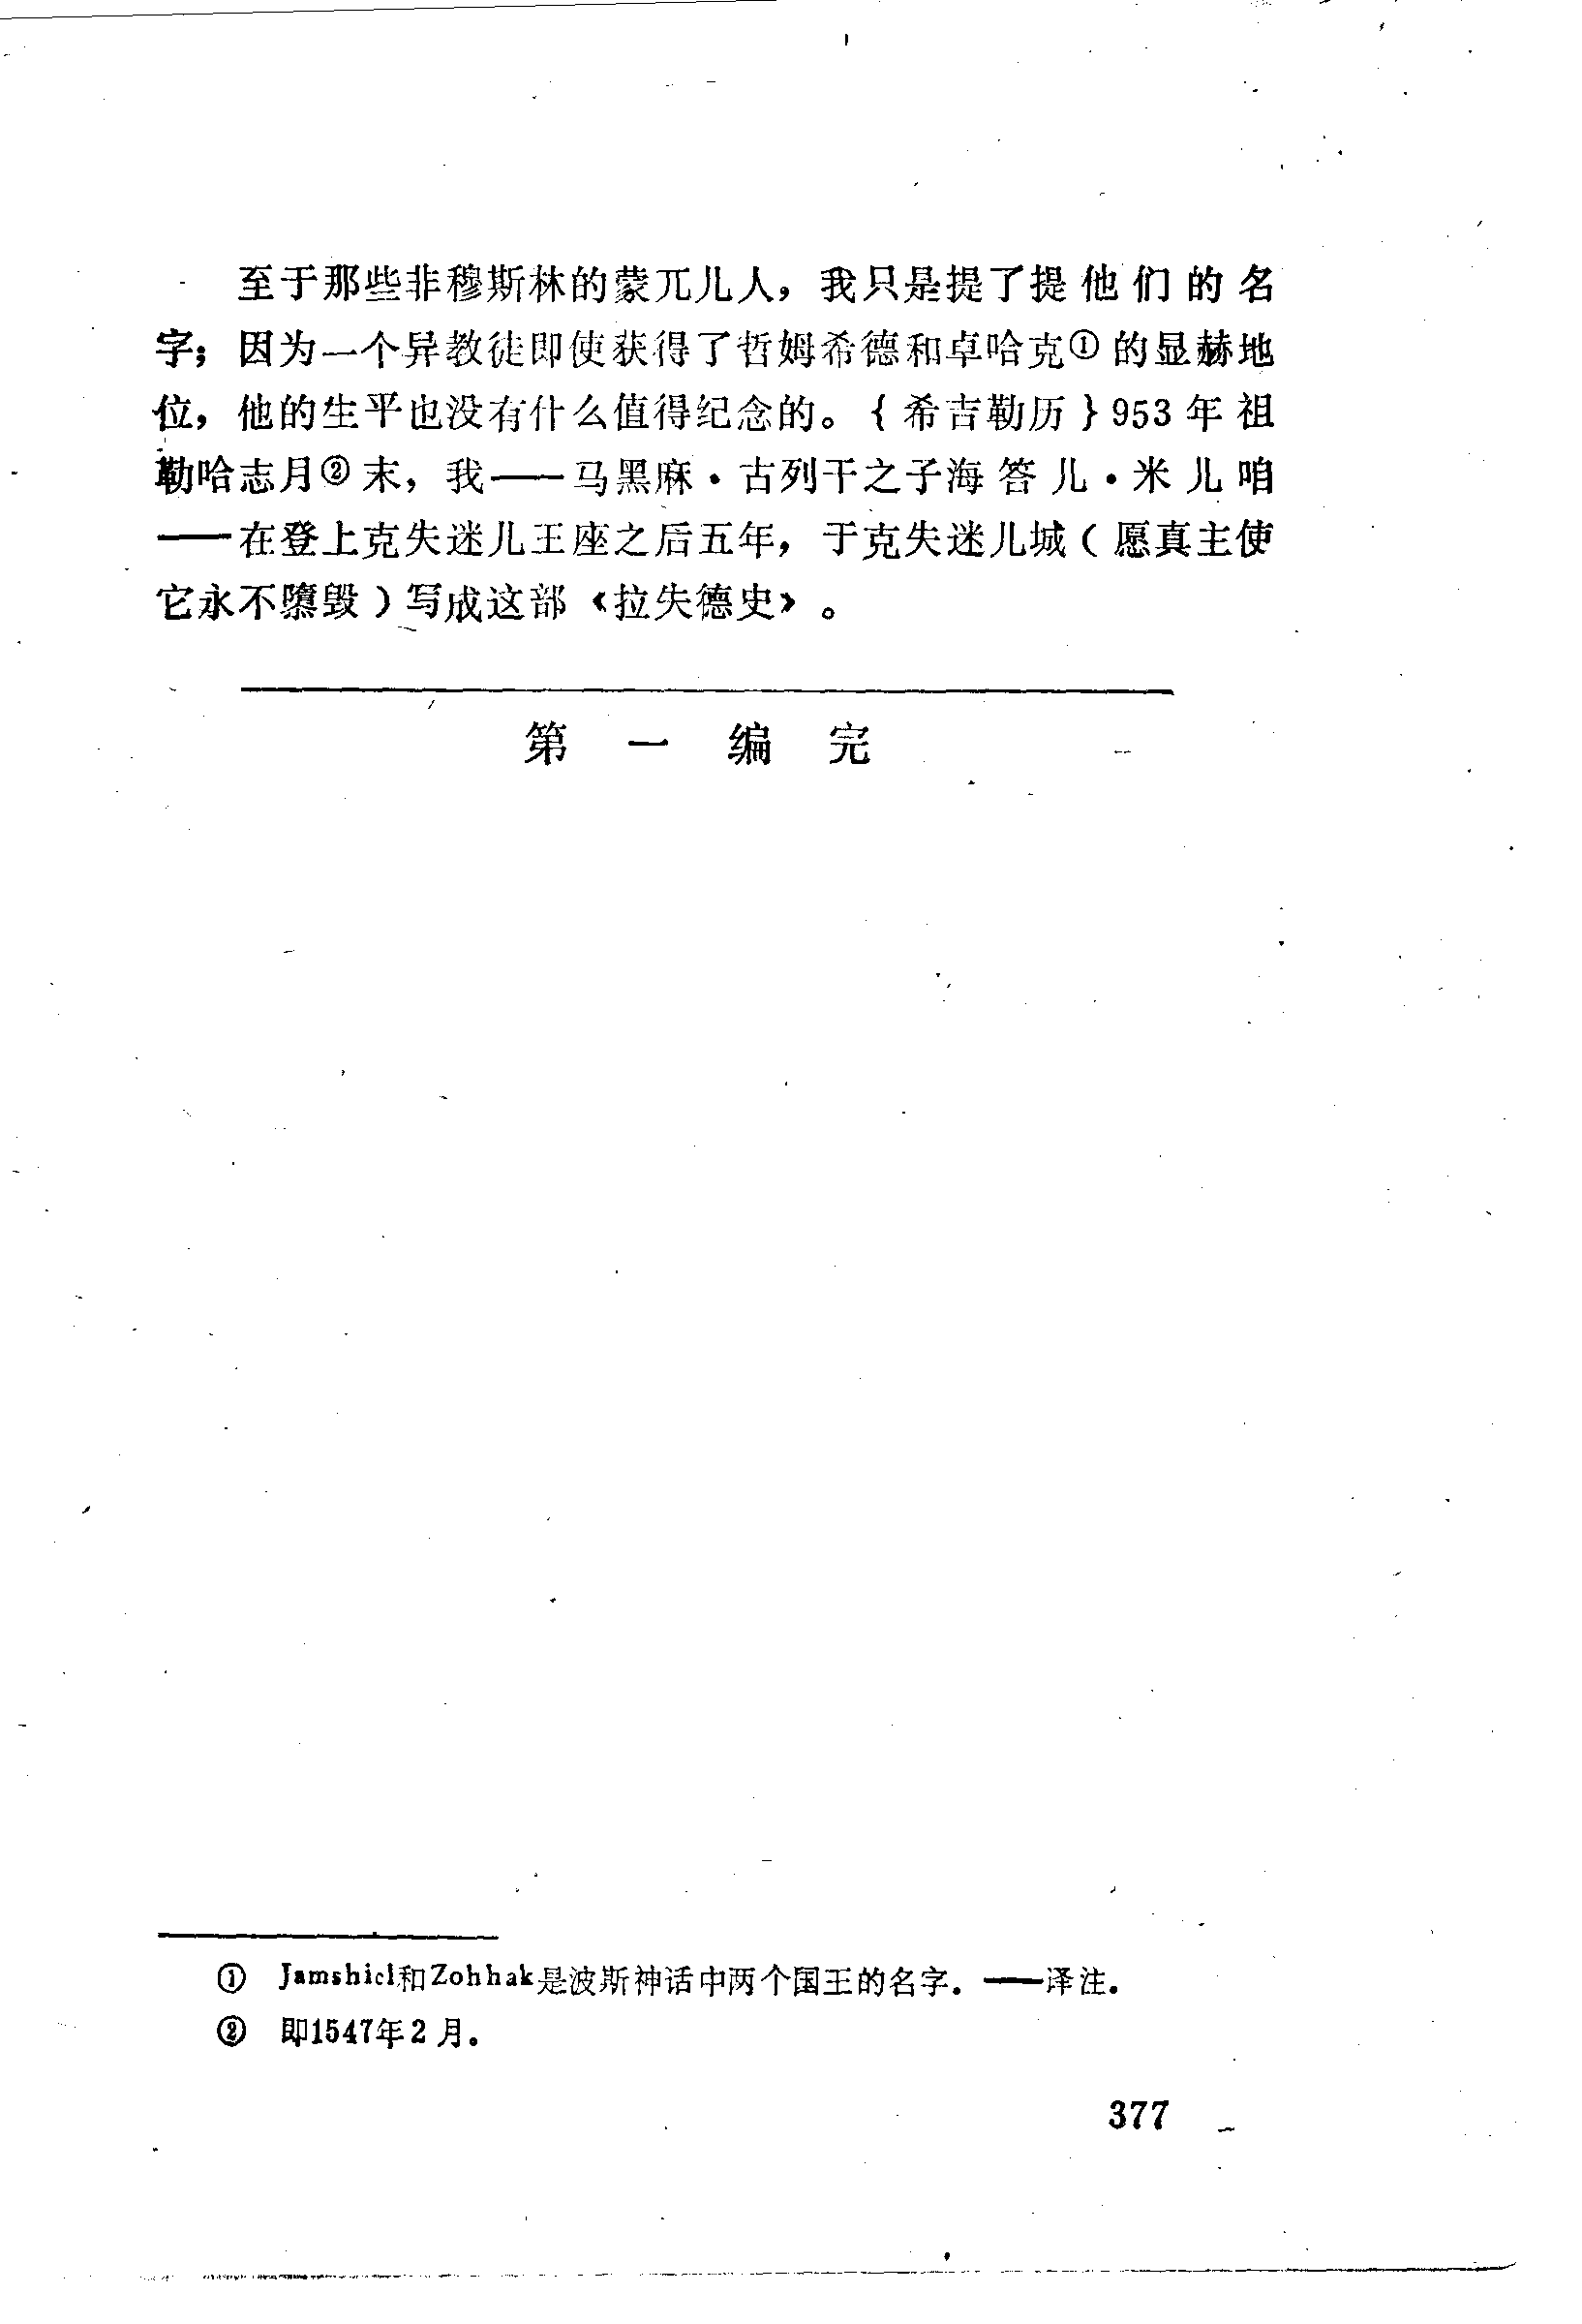 至于那些非穆斯林的蒙兀儿人，我只是提了提他们的名
字；因为一个异教徒即使获得了哲姆希德和卓哈克①的显赫地
位，他的生平也没有什么值得纪念的。｛希吉勒历｝953年祖
勒哈志月②末，我——马黑麻·古列干之子海答儿·米儿咱
——在登上克失迷儿王座之后五年，于克失迷儿城（愿真主使
它永不隳毁）写成这部《拉失德史》。
第一编完
① Jamshid和Zohhak是波斯神话中两个国王的名字。——译注。
② 即1547年2月。
377